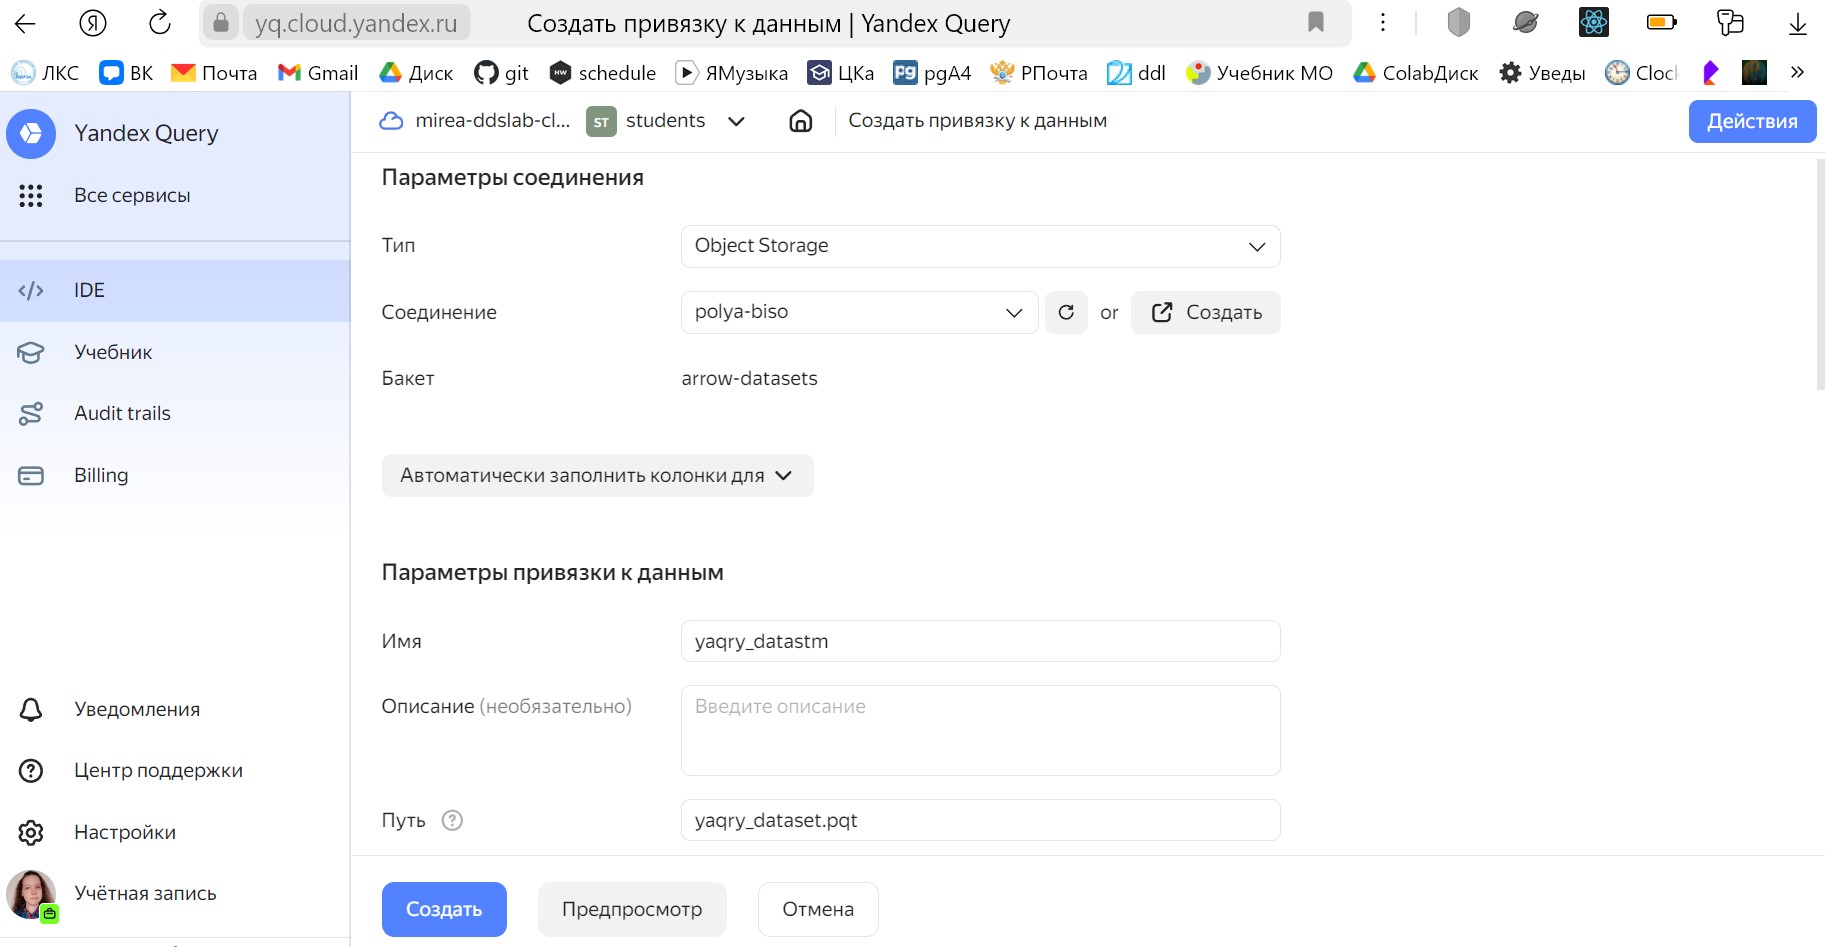 yq.cloud.yandex.ru
Создать привязку к данным | Yandex Query
ЛКС
ВК
Почта
Gmail
Диск
git
schedule
ЯМузыка
ЦКа
pgA4
РПочта
ddl
Учебник МО
ColabДиск
Уведы
Cloc
Yandex Query
Все сервисы
IDE
Учебник
Audit trails
Billing
Уведомления
Центр поддержки
Настройки
Учётная запись
mirea-ddslab-cl...
ST
students
Создать привязку к данным
Действия
Параметры соединения
Тип
Object Storage
Соединение
polya-biso
or
Создать
Бакет
arrow-datasets
Автоматически заполнить колонки для
Параметры привязки к данным
Имя
yaqry_datastm
Описание (необязательно)
Введите описание
Путь
yaqry_dataset.pqt
Создать
Предпросмотр
Отмена